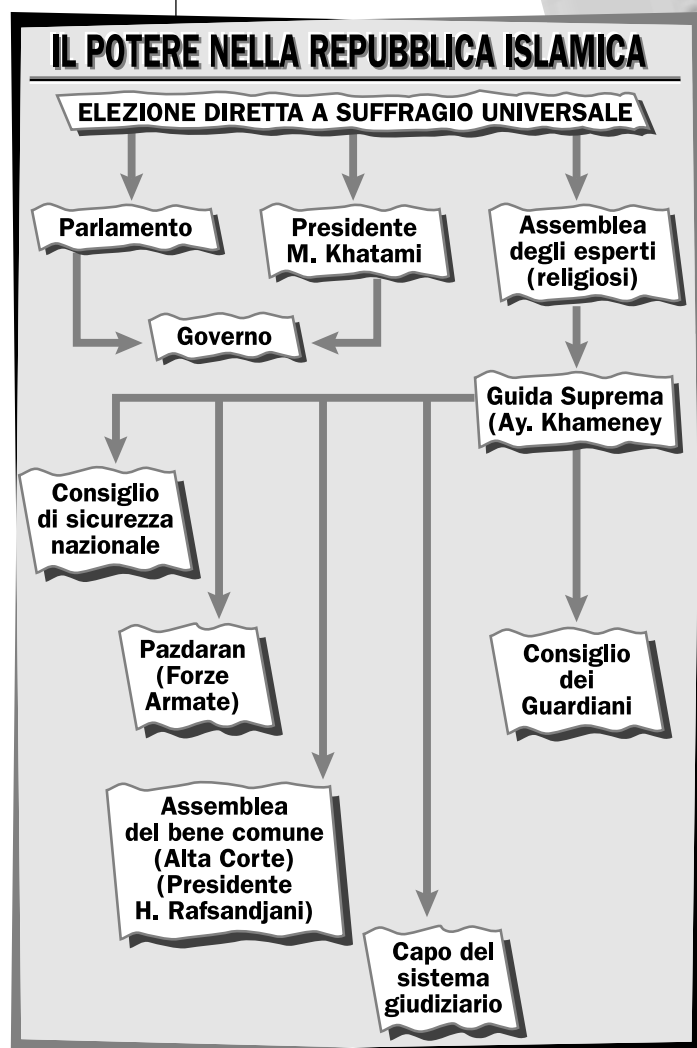 IL POTERE NELLA REPUBBLICA ISLAMICA
ELEZIONE DIRETTA A SUFFRAGIO UNIVERSALE
Parlamento
Presidente
M. Khatami
Assemblea
degli esperti
(religiosi)
Governo
Guida Suprema
(Ay. Khameney
Consiglio
di sicurezza
nazionale
Pazdaran
(Forze
Armate)
Consiglio
dei
Guardiani
Assemblea
del bene comune
(Alta Corte)
(Presidente
H. Rafsandjani)
Capo del
sistema
giudiziario